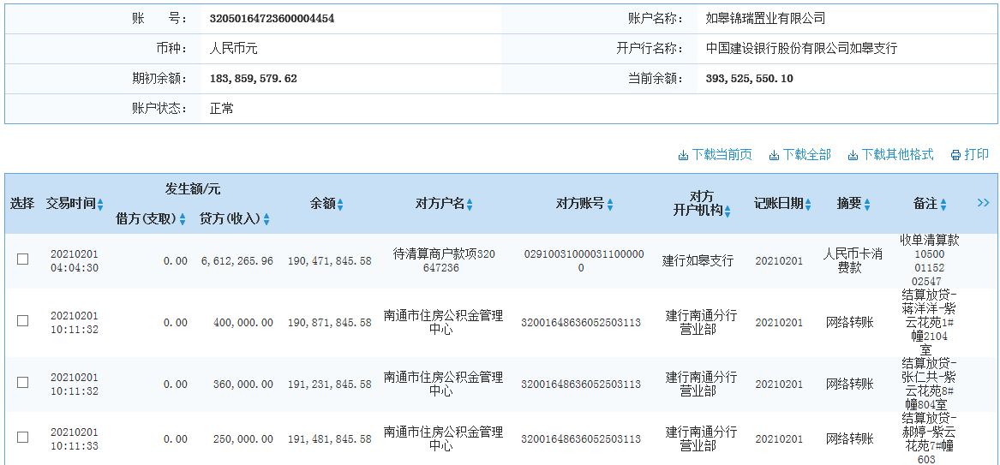 账　　号： 32050164723600004454 账户名称： 如皋锦瑞置业有限公司
币种： 人民币元 开户行名称： 中国建设银行股份有限公司如皋支行
期初余额： 183,859,579.62 当前余额： 393,525,550.10
账户状态： 正常
下载当前页 下载全部 下载其他格式 打印
选择 交易时间 发生额/元 余额 对方户名 对方账号 对方 开户机构 记账日期 摘要 备注 >>
借方(支取) 贷方(收入)
20210201
04:04:30
0.00 6,612,265.96 190,471,845.58
待清算商户款项320
647236
02910031000031100000
0
建行如皋支行 20210201
人民币卡消
费款
收单清算款
10500
01152
02547
20210201
10:11:32
0.00 400,000.00 190,871,845.58
南通市住房公积金管理
中心
32001648636052503113
建行南通分行
营业部
20210201 网络转账
结算放贷-
蒋洋洋-紫
云花苑1#
幢2104
室
20210201
10:11:32
0.00 360,000.00 191,231,845.58
南通市住房公积金管理
中心
32001648636052503113
建行南通分行
营业部
20210201 网络转账
结算放贷-
张仁共-紫
云花苑8#
幢804室
20210201
10:11:33
0.00 250,000.00 191,481,845.58
南通市住房公积金管理
中心
32001648636052503113
建行南通分行
营业部
20210201 网络转账
结算放贷-
郝婷-紫云
花苑7#幢
603